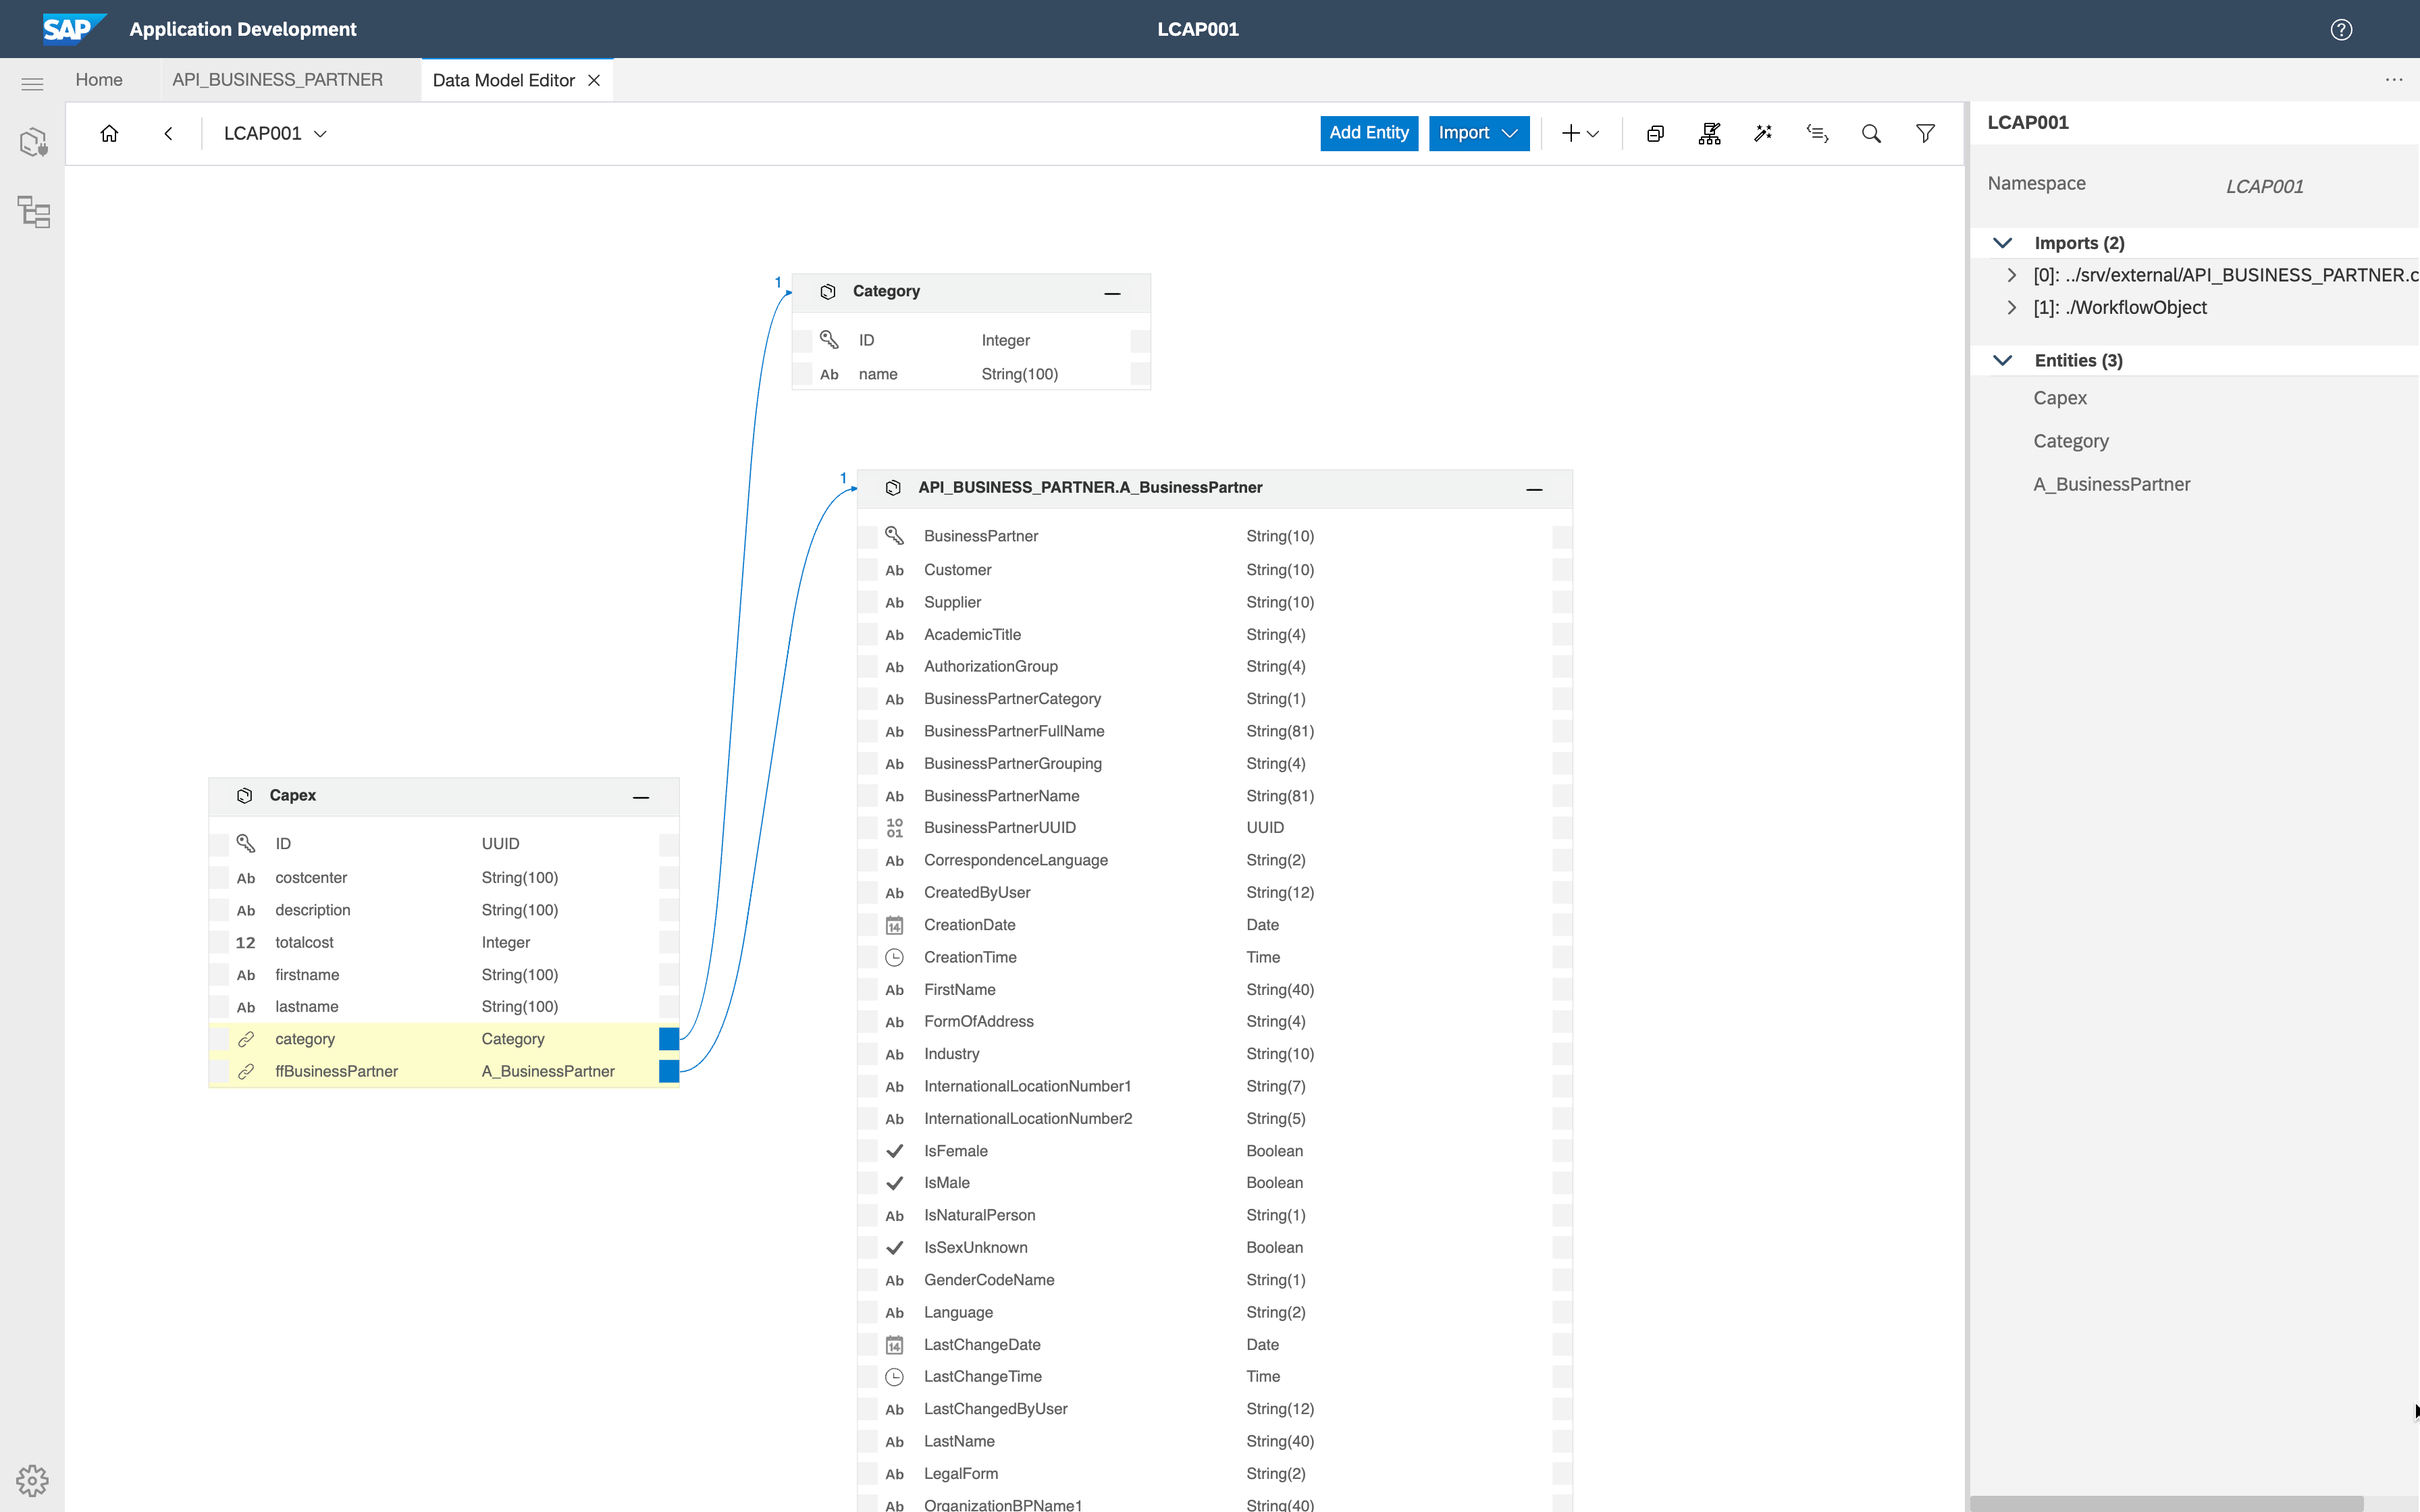 SAP Application Development LCAP001
Home API_BUSINESS_PARTNER Data Model Editor
LCAP001 Add Entity Import
LCAP001
Namespace LCAP001
Imports (2)
[0]: ../srv/external/API_BUSINESS_PARTNER.c
[1]: ./WorkflowObject
Entities (3)
Capex
Category
A_BusinessPartner
1
Category
ID Integer
Ab name String(100)
1
API_BUSINESS_PARTNER.A_BusinessPartner
BusinessPartner String(10)
Ab Customer String(10)
Ab Supplier String(10)
Ab AcademicTitle String(4)
Ab AuthorizationGroup String(4)
Ab BusinessPartnerCategory String(1)
Ab BusinessPartnerFullName String(81)
Ab BusinessPartnerGrouping String(4)
Ab BusinessPartnerName String(81)
10 01 BusinessPartnerUUID UUID
Ab CorrespondenceLanguage String(2)
Ab CreatedByUser String(12)
14 CreationDate Date
CreationTime Time
Ab FirstName String(40)
Ab FormOfAddress String(4)
Ab Industry String(10)
Ab InternationalLocationNumber1 String(7)
Ab InternationalLocationNumber2 String(5)
IsFemale Boolean
IsMale Boolean
Ab IsNaturalPerson String(1)
IsSexUnknown Boolean
Ab GenderCodeName String(1)
Ab Language String(2)
14 LastChangeDate Date
LastChangeTime Time
Ab LastChangedByUser String(12)
Ab LastName String(40)
Ab LegalForm String(2)
Ab OrganizationBPName1 String(40)
Capex
ID UUID
Ab costcenter String(100)
Ab description String(100)
12 totalcost Integer
Ab firstname String(100)
Ab lastname String(100)
category Category
ffBusinessPartner A_BusinessPartner